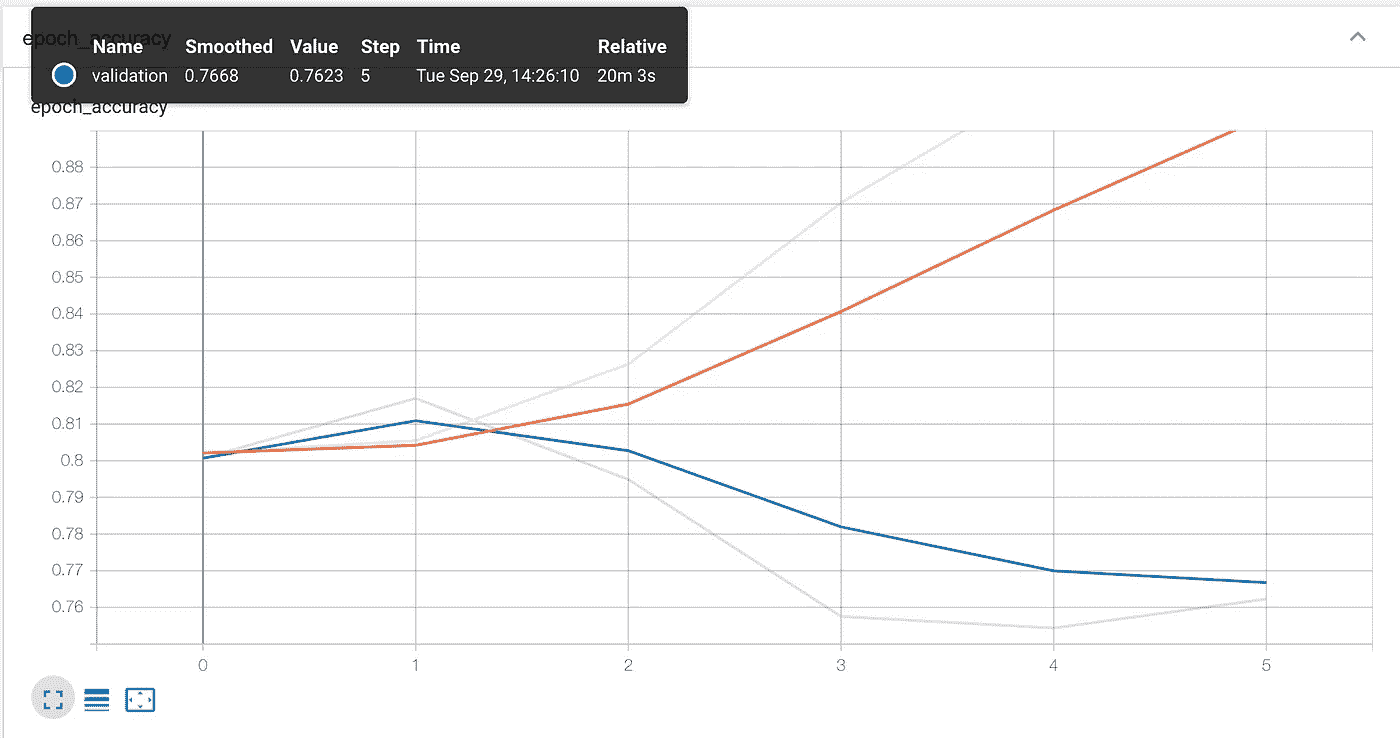 epoch_accuracy
Name Smoothed Value Step Time Relative
validation 0.7668 0.7623 5 Tue Sep 29, 14:26:10 20m 3s
epoch_accuracy
0.88
0.87
0.86
0.85
0.84
0.83
0.82
0.81
0.8
0.79
0.78
0.77
0.76
0 1 2 3 4 5